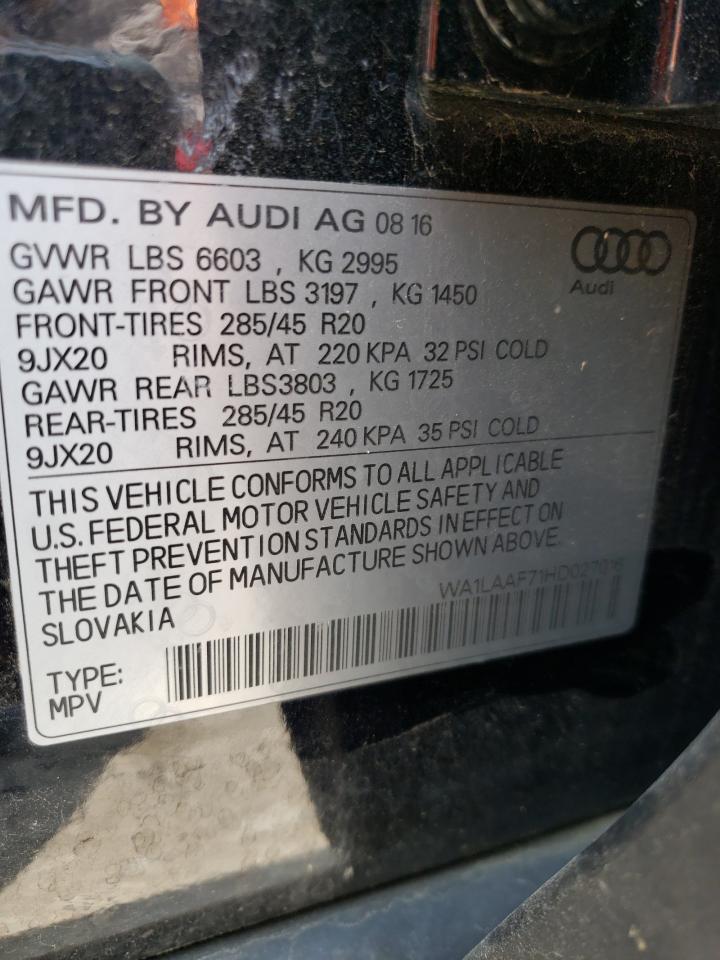 MFD. BY AUDI AG 08 16
GVWR LBS 6603 , KG 2995
Audi
GAWR FRONT LBS 3197 , KG 1450
FRONT-TIRES 285/45 R20
9JX20 RIMS, AT 220 KPA 32 PSI COLD
GAWR REAR LBS3803 , KG 1725
REAR-TIRES 285/45 R20
9JX20 RIMS, AT 240 KPA 35 PSI COLD
THIS VEHICLE CONFORMS TO ALL APPLICABLE
U.S. FEDERAL MOTOR VEHICLE SAFETY AND
THEFT PREVENTION STANDARDS IN EFFECT ON
THE DATE OF MANUFACTURE SHOWN ABOVE.
SLOVAKIA
WA1LAAF71HD027016
TYPE:
MPV